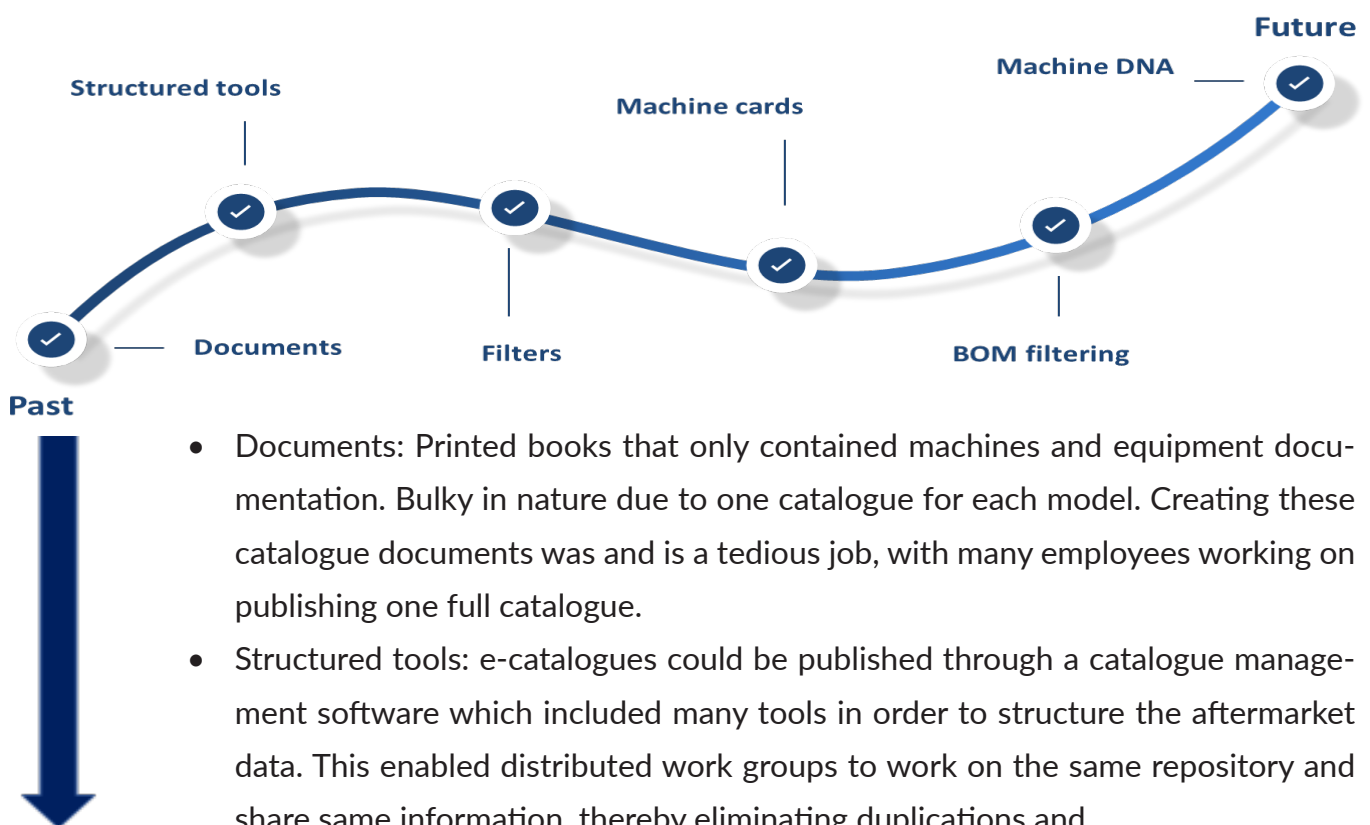 Future
Machine DNA
Structured tools
Machine cards
Documents
Filters
BOM filtering
Past
• Documents: Printed books that only contained machines and equipment docu-
mentation. Bulky in nature due to one catalogue for each model. Creating these
catalogue documents was and is a tedious job, with many employees working on
publishing one full catalogue.
• Structured tools: e-catalogues could be published through a catalogue manage-
ment software which included many tools in order to structure the aftermarket
data. This enabled distributed work groups to work on the same repository and
share same information, thereby eliminating duplications and